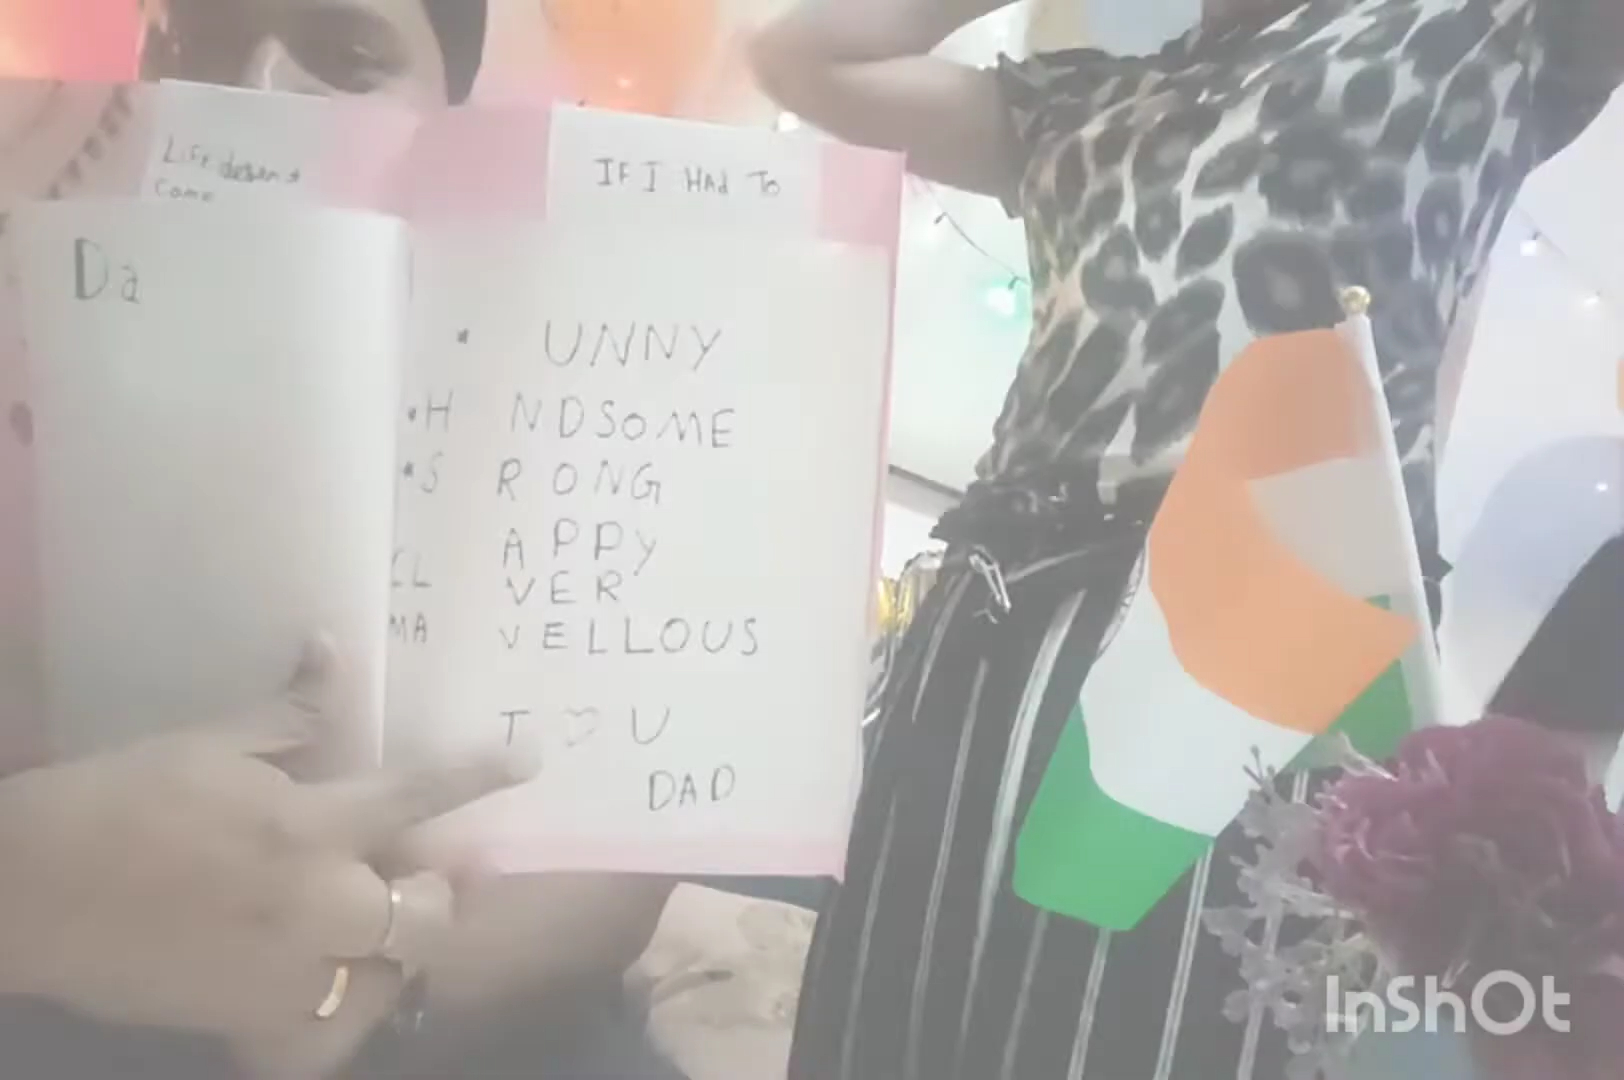 Life doesn't
come
IF I HAd To
Da
UNNY
H NDSOME
S RONG
APPY
CL VER
MA VELLOUS
T ♡ U
DAD
InShOt